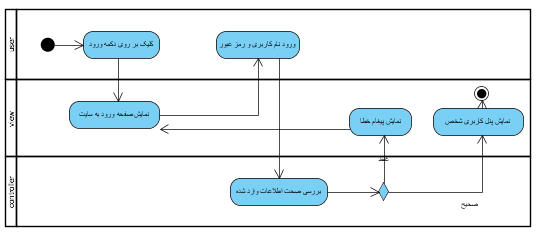 user
کلیک بر روی دکمه ورود
ورود نام کاربری و رمز عبور
view
نمایش صفحه ورود به سایت
نمایش پیغام خطا
نمایش پنل کاربری شخص
controller
غلط
بررسی صحت اطلاعات وارد شده
صحیح